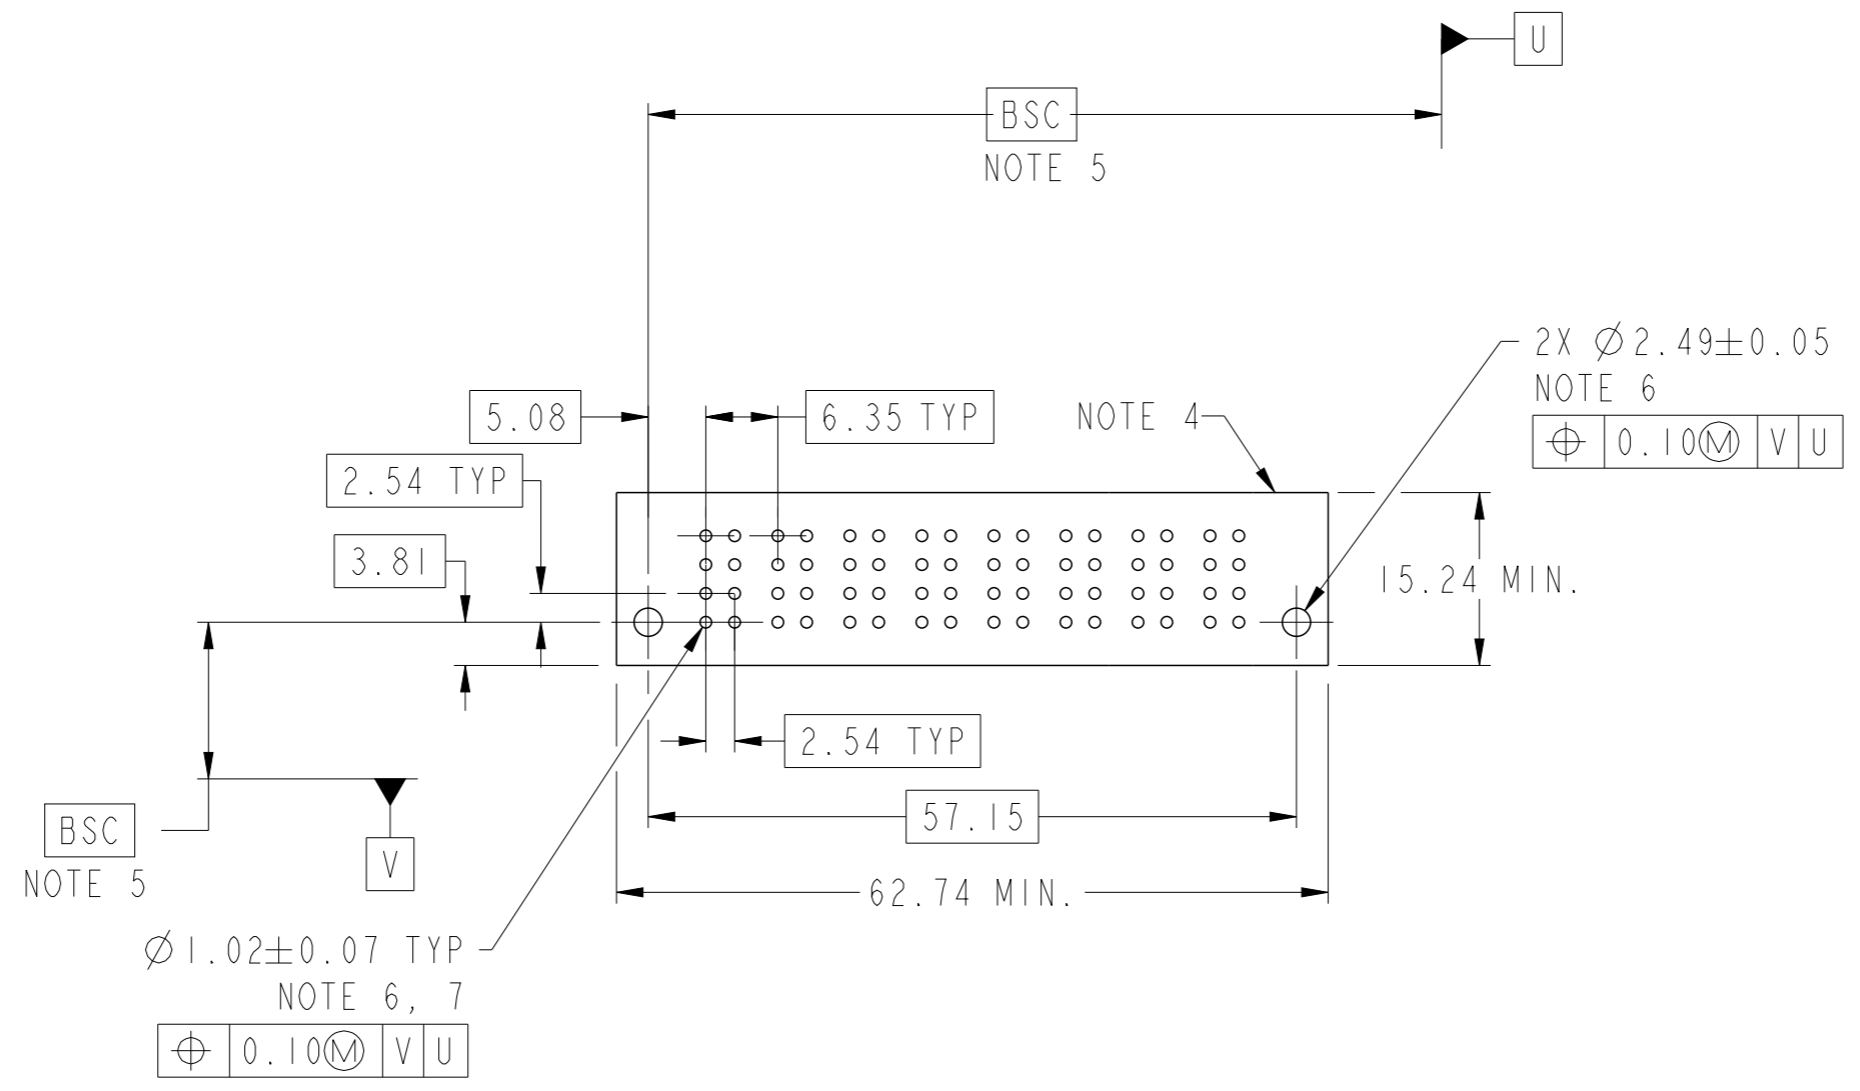 U
BSC
NOTE 5
2X ⌀2.49±0.05
NOTE 6
⌖ 0.10Ⓜ V U
5.08
6.35 TYP
NOTE 4
2.54 TYP
3.81
15.24 MIN.
2.54 TYP
57.15
BSC
NOTE 5
V
62.74 MIN.
⌀1.02±0.07 TYP
NOTE 6, 7
⌖ 0.10Ⓜ V U